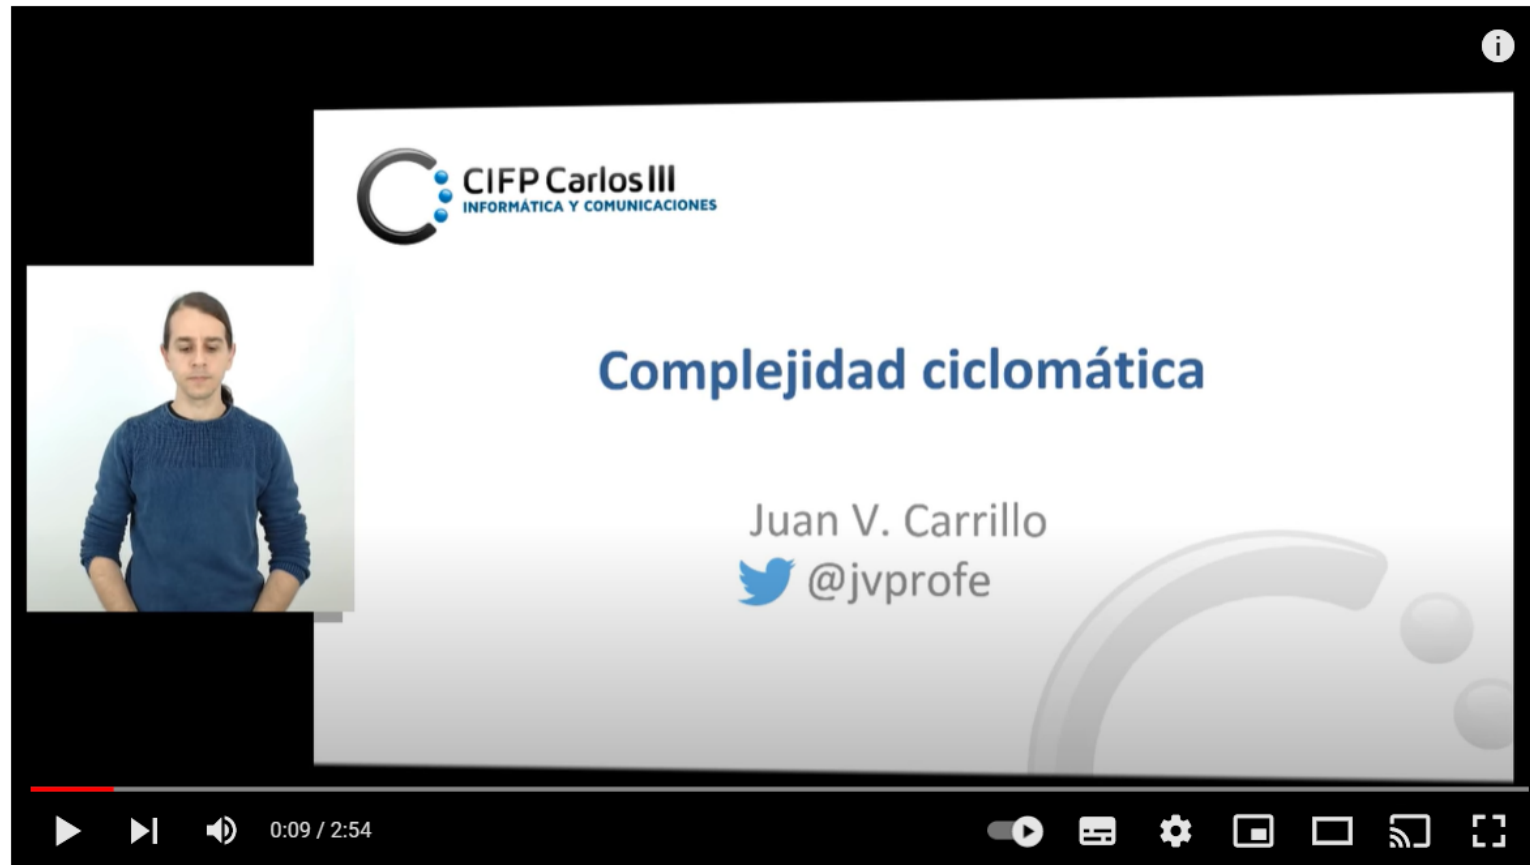 CIFP Carlos III
INFORMÁTICA Y COMUNICACIONES
Complejidad ciclomática
Juan V. Carrillo
@jvprofe
0:09 / 2:54